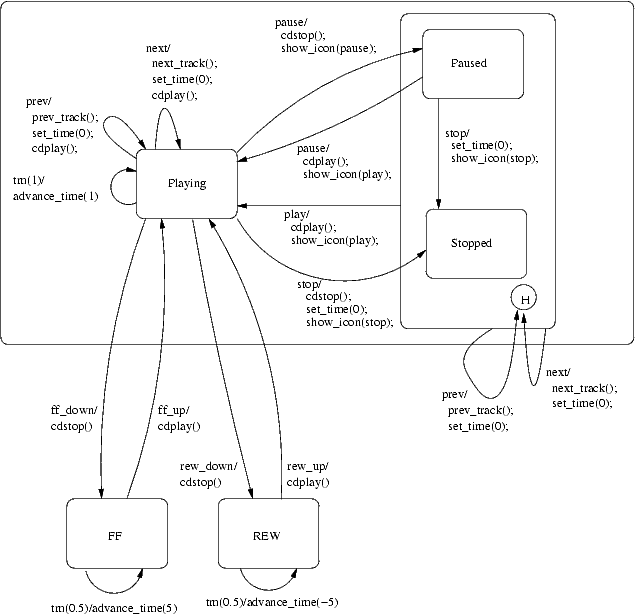 pause/
cdstop();
show_icon(pause);
Paused
next/
next_track();
set_time(0);
cdplay();
prev/
prev_track();
set_time(0);
cdplay();
stop/
set_time(0);
show_icon(stop);
pause/
cdplay();
show_icon(play);
tm(1)/
advance_time(1)
Playing
play/
cdplay();
show_icon(play);
Stopped
stop/
cdstop();
set_time(0);
show_icon(stop);
H
next/
next_track();
set_time(0);
prev/
prev_track();
set_time(0);
ff_down/
cdstop()
ff_up/
cdplay()
rew_down/
cdstop()
rew_up/
cdplay()
FF
REW
tm(0.5)/advance_time(5)
tm(0.5)/advance_time(−5)